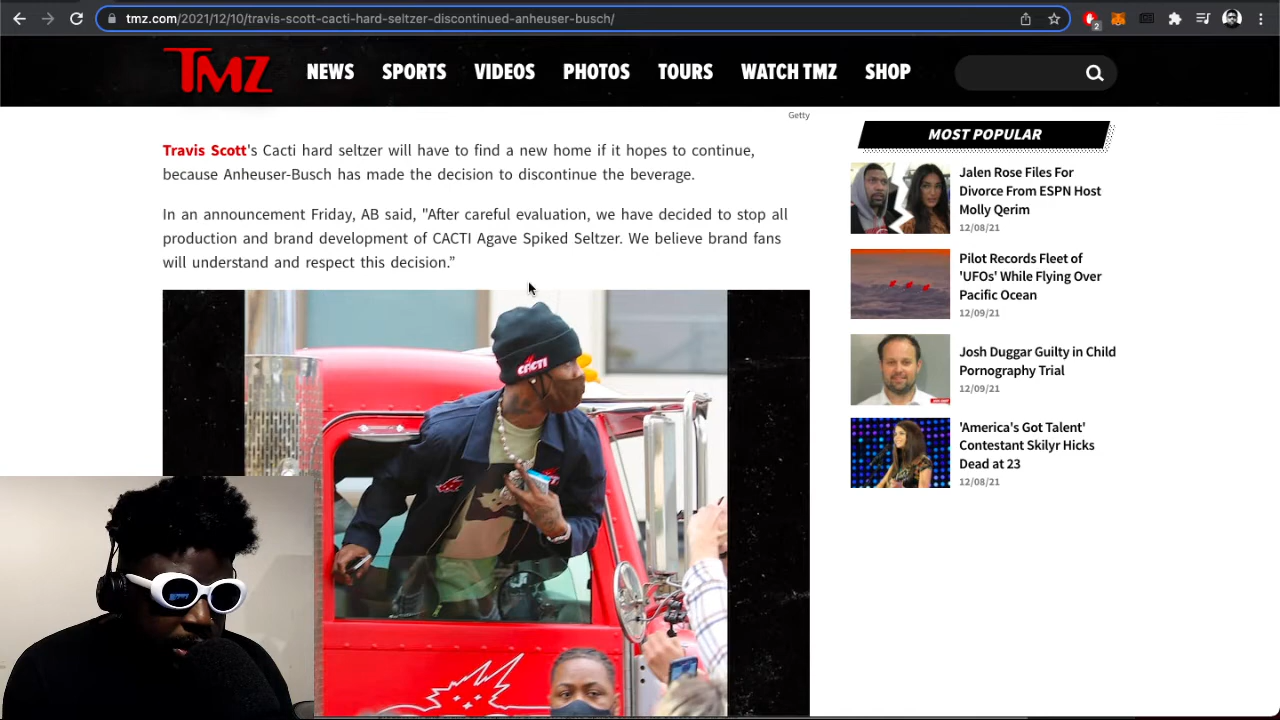 tmz.com/2021/12/10/travis-scott-cacti-hard-seltzer-discontinued-anheuser-busch/
2
TMZ
NEWS SPORTS VIDEOS PHOTOS TOURS WATCH TMZ SHOP
Getty
Travis Scott's Cacti hard seltzer will have to find a new home if it hopes to continue,
because Anheuser-Busch has made the decision to discontinue the beverage.
In an announcement Friday, AB said, "After careful evaluation, we have decided to stop all
production and brand development of CACTI Agave Spiked Seltzer. We believe brand fans
will understand and respect this decision.”
CACTI
MOST POPULAR
Jalen Rose Files For
Divorce From ESPN Host
Molly Qerim
12/08/21
Pilot Records Fleet of
'UFOs' While Flying Over
Pacific Ocean
12/09/21
Josh Duggar Guilty in Child
Pornography Trial
12/09/21
'America's Got Talent'
Contestant Skilyr Hicks
Dead at 23
12/08/21